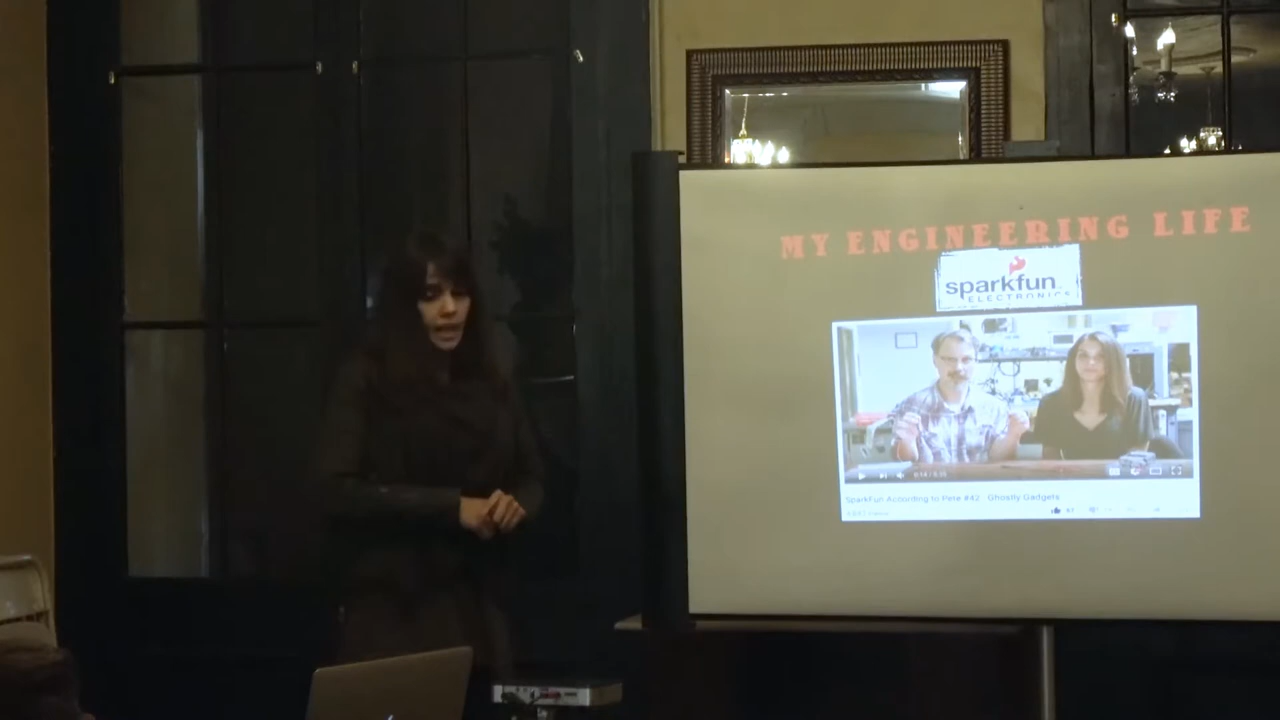 MY ENGINEERING LIFE
sparkfun
ELECTRONICS
SparkFun According to Pete #42 Ghostly Gadgets